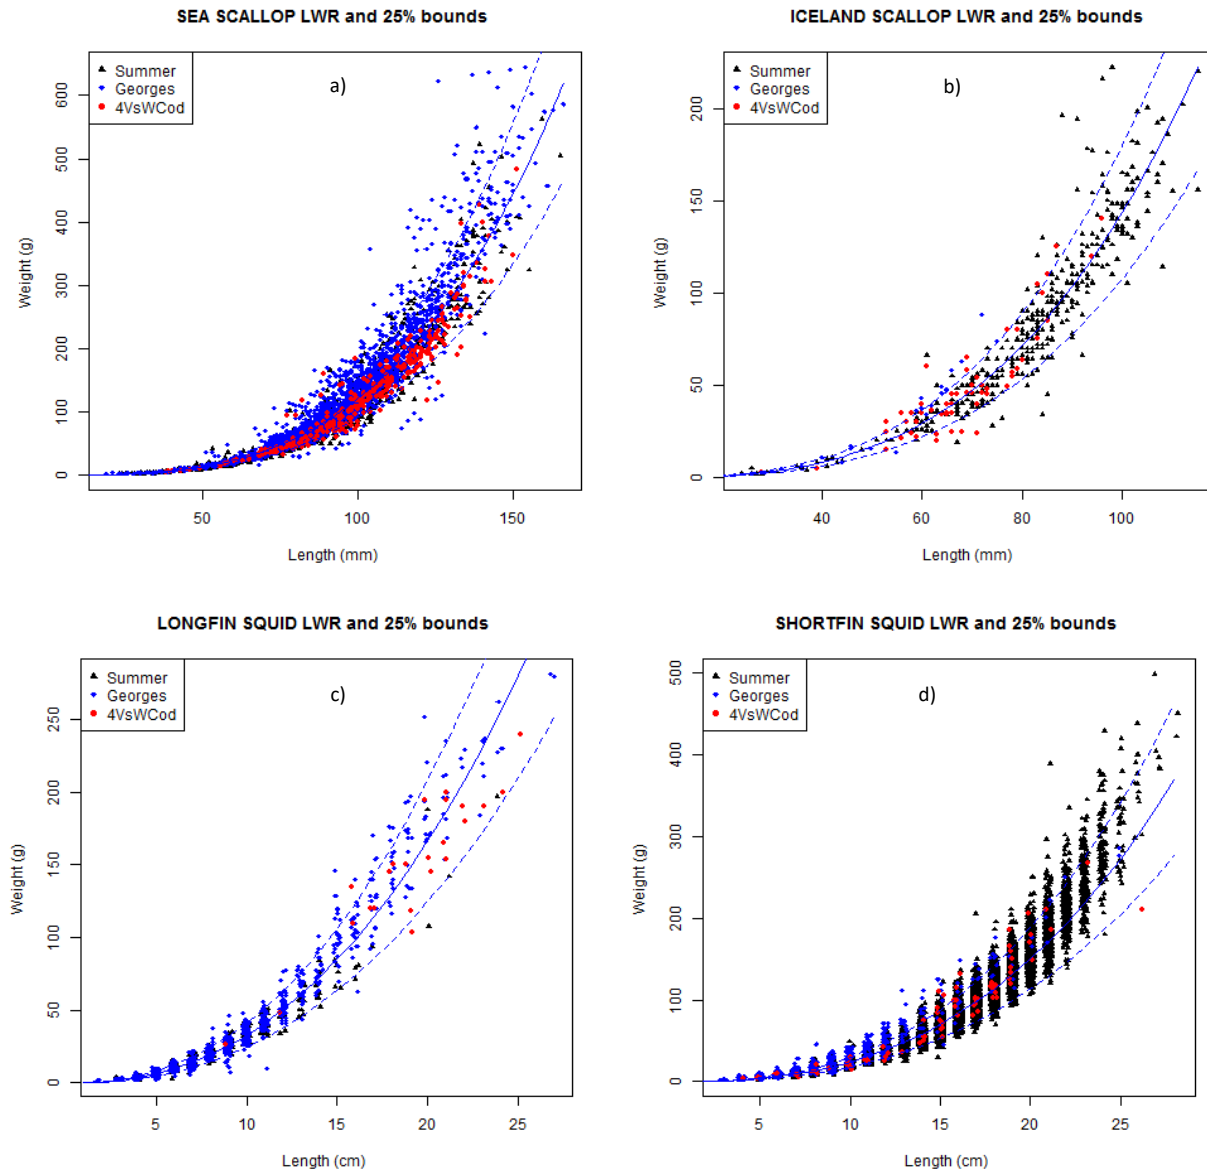 SEA SCALLOP LWR and 25% bounds
Summer
Georges
4VsWCod
a)
Weight (g)
0
100
200
300
400
500
600
50
100
150
Length (mm)
ICELAND SCALLOP LWR and 25% bounds
Summer
Georges
4VsWCod
b)
Weight (g)
0
50
100
150
200
40
60
80
100
Length (mm)
LONGFIN SQUID LWR and 25% bounds
Summer
Georges
4VsWCod
c)
Weight (g)
0
50
100
150
200
250
5
10
15
20
25
Length (cm)
SHORTFIN SQUID LWR and 25% bounds
Summer
Georges
4VsWCod
d)
Weight (g)
0
100
200
300
400
500
5
10
15
20
25
Length (cm)